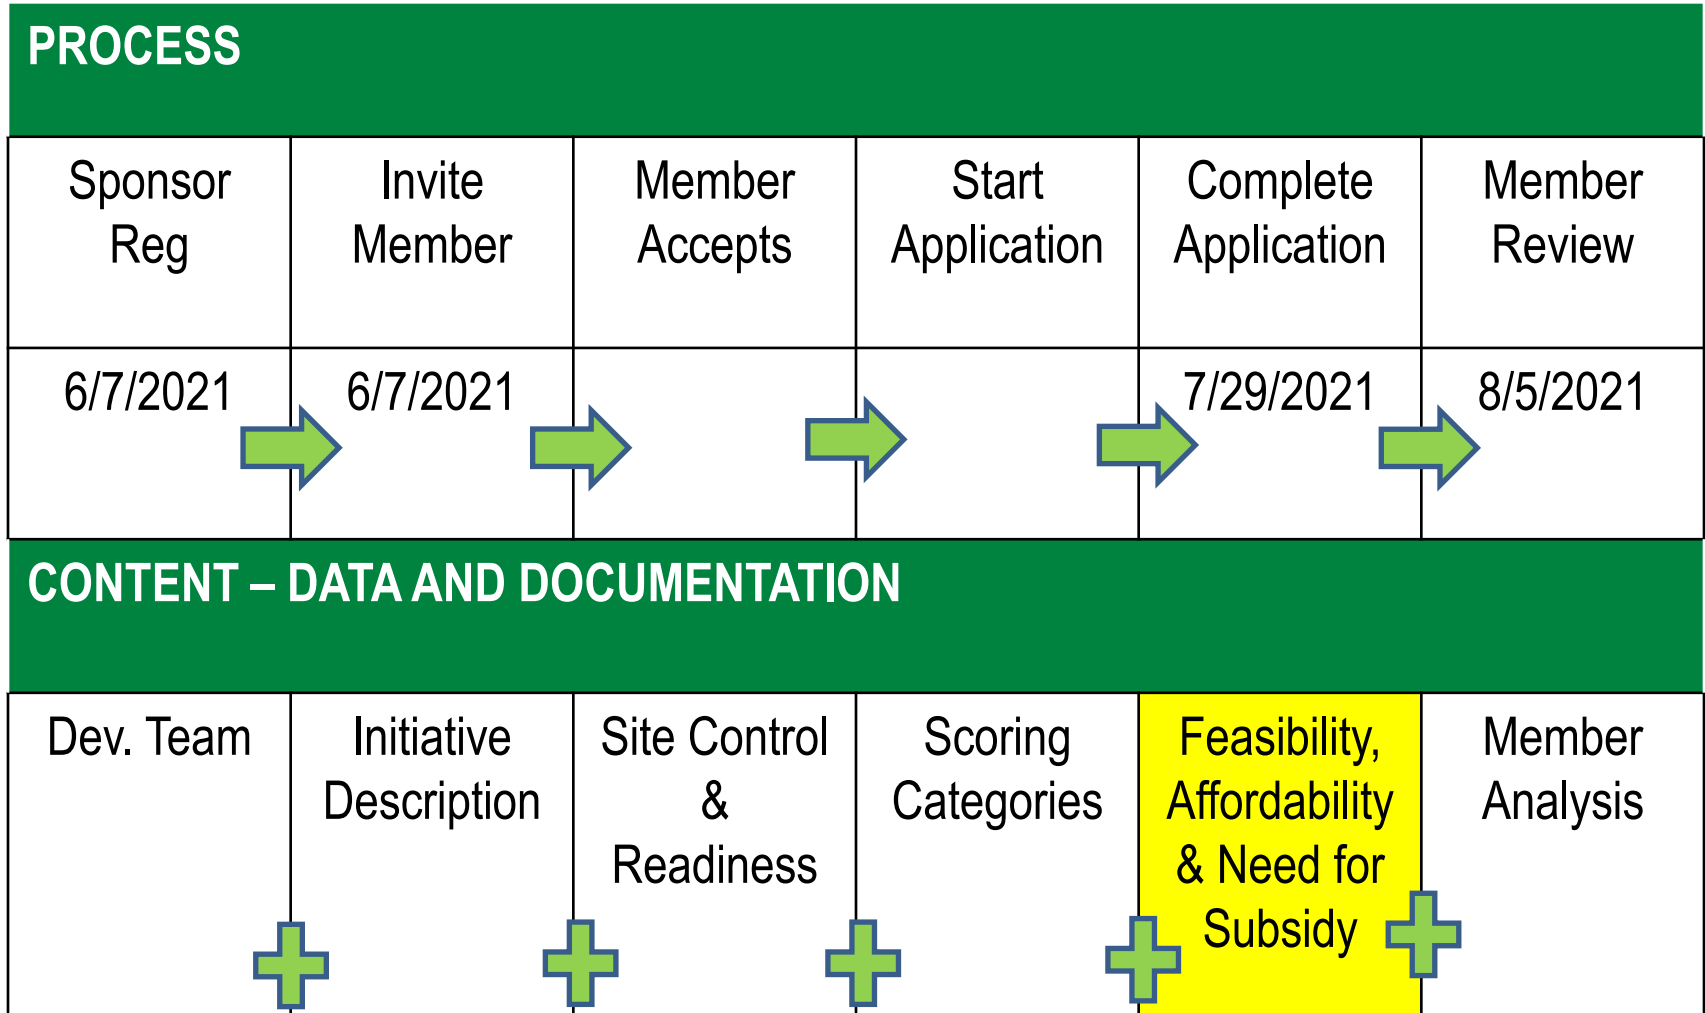 PROCESS
Sponsor
Reg
Invite
Member
Member
Accepts
Start
Application
Complete
Application
Member
Review
6/7/2021
6/7/2021
7/29/2021
8/5/2021
CONTENT – DATA AND DOCUMENTATION
Dev. Team
Initiative
Description
Site Control
&
Readiness
Scoring
Categories
Feasibility,
Affordability
& Need for
Subsidy
Member
Analysis